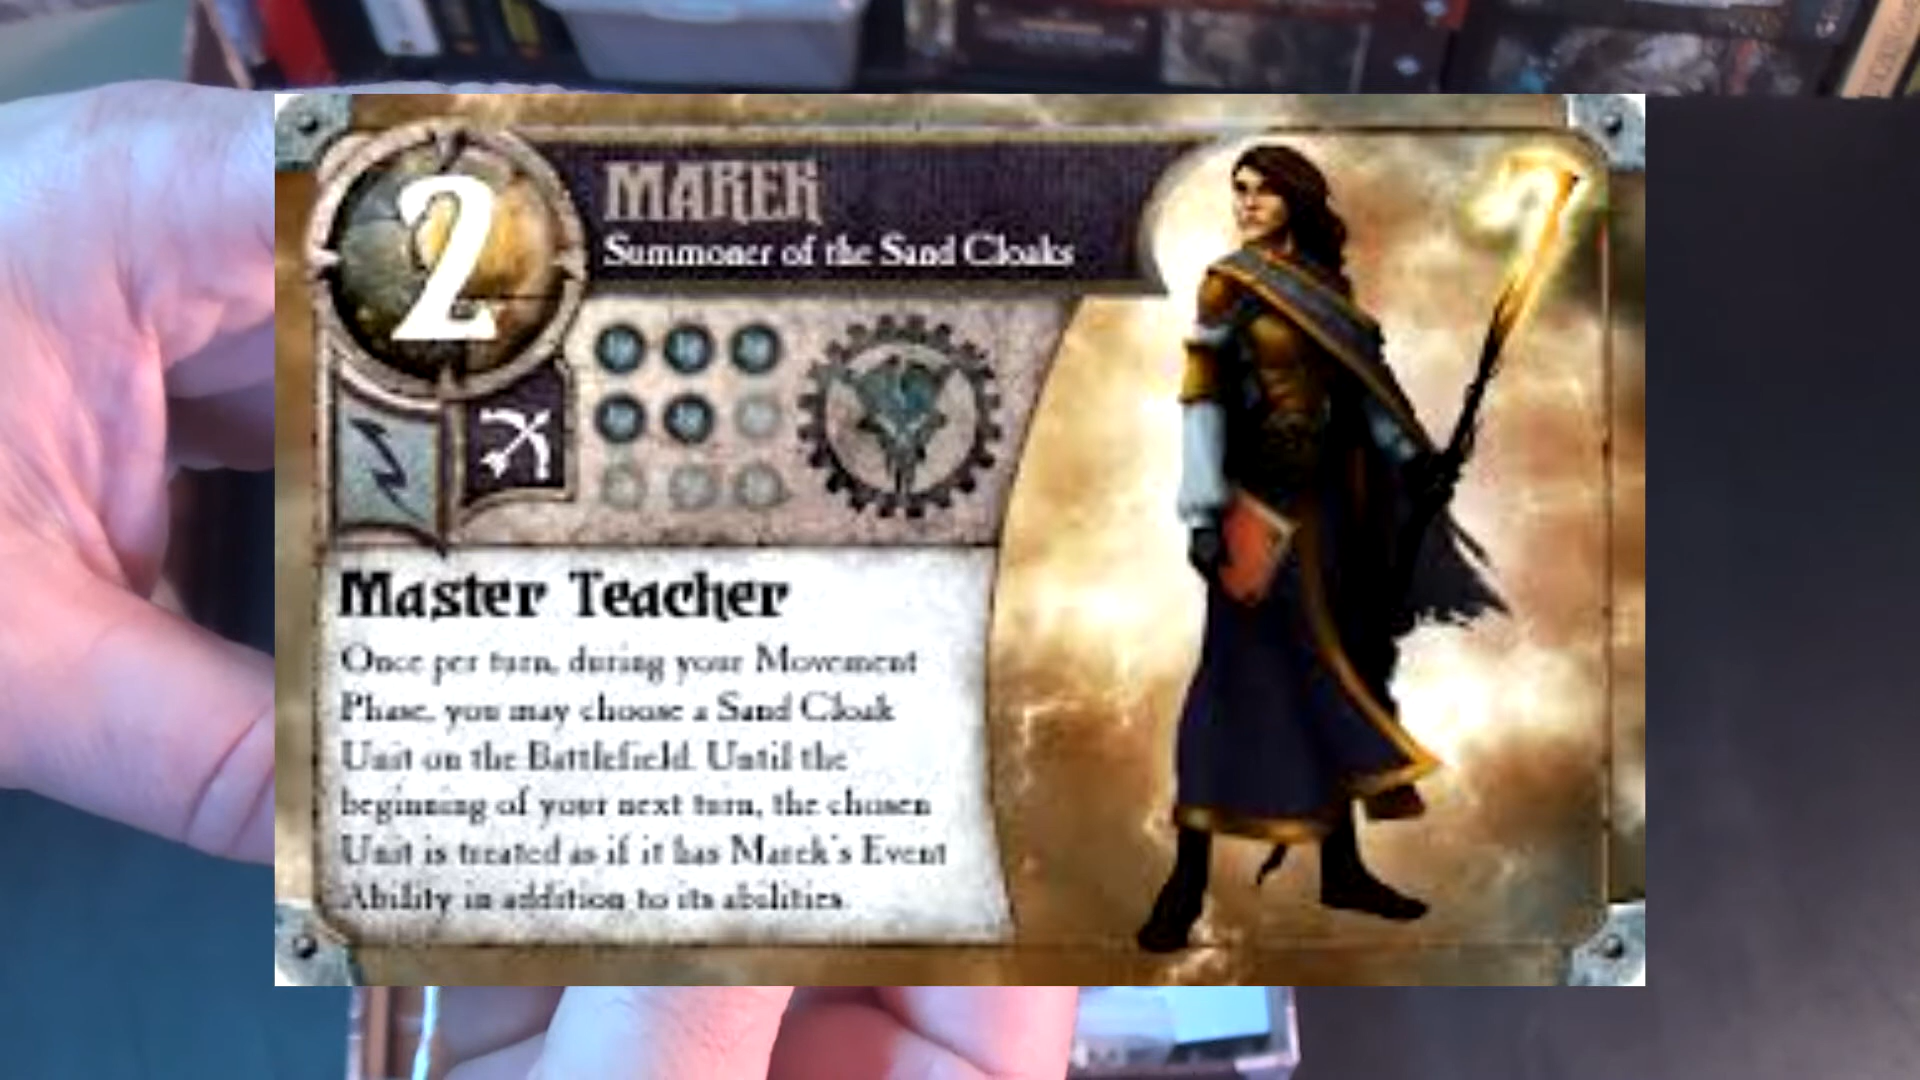 2
MAREK
Summoner of the Sand Cloaks
Master Teacher
Once per turn, during your Movement
Phase, you may choose a Sand Cloak
Unit on the Battlefield. Until the
beginning of your next turn, the chosen
Unit is treated as if it has Marek's Event
Ability in addition to its abilities.